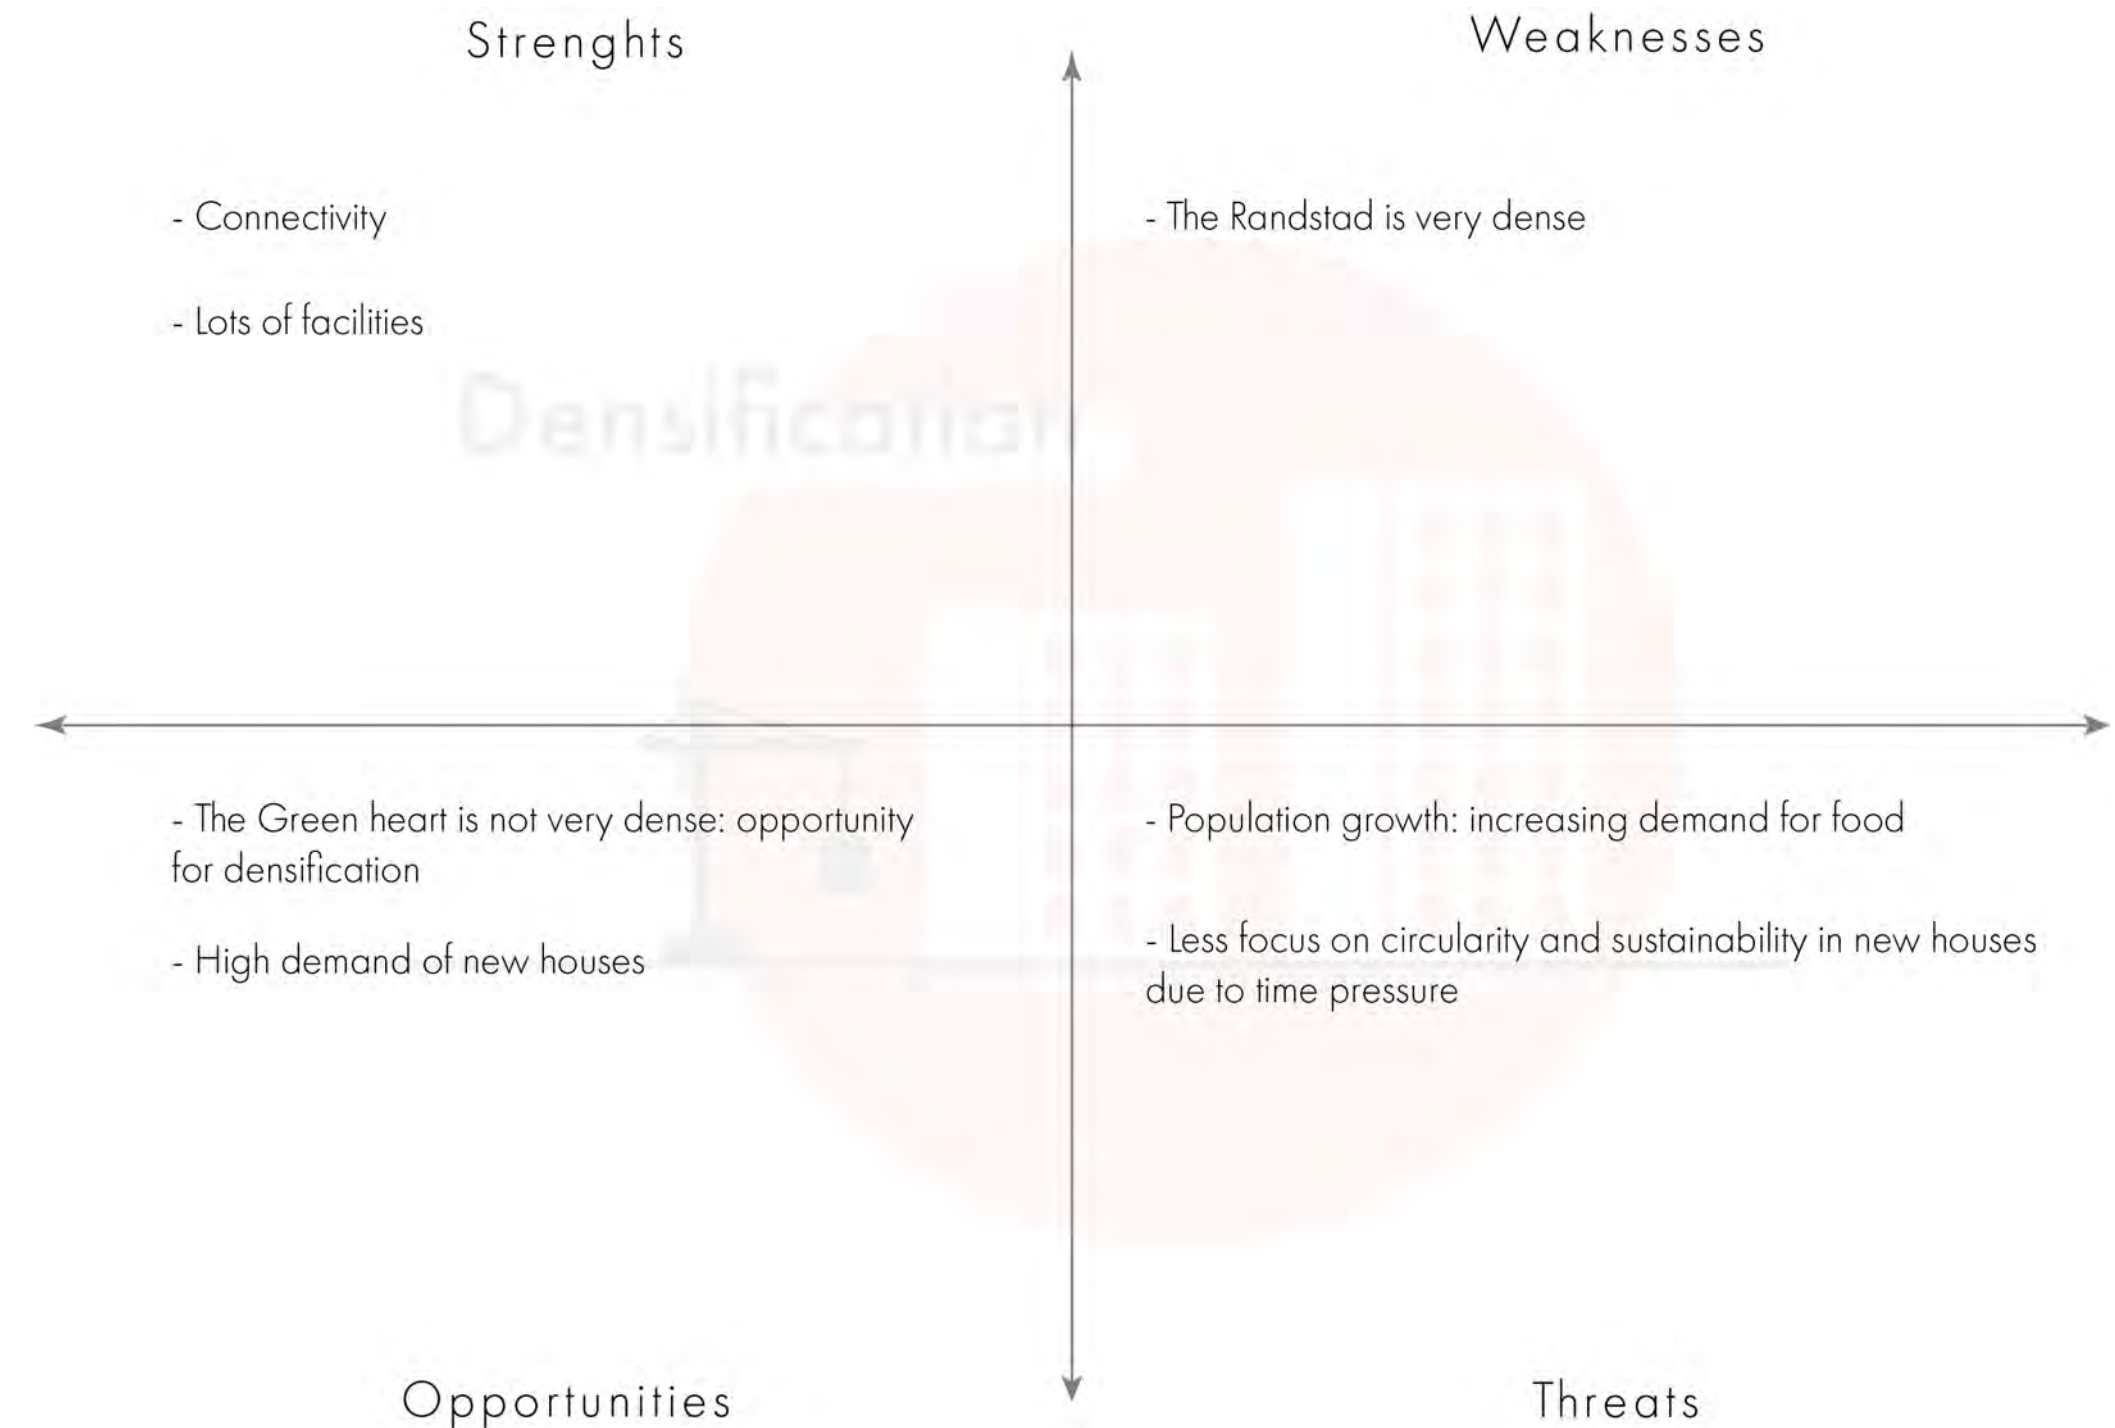 Strenghts
Weaknesses
- Connectivity
- Lots of facilities
- The Randstad is very dense
Densification
- The Green heart is not very dense: opportunity
for densification
- High demand of new houses
- Population growth: increasing demand for food
- Less focus on circularity and sustainability in new houses
due to time pressure
Opportunities
Threats